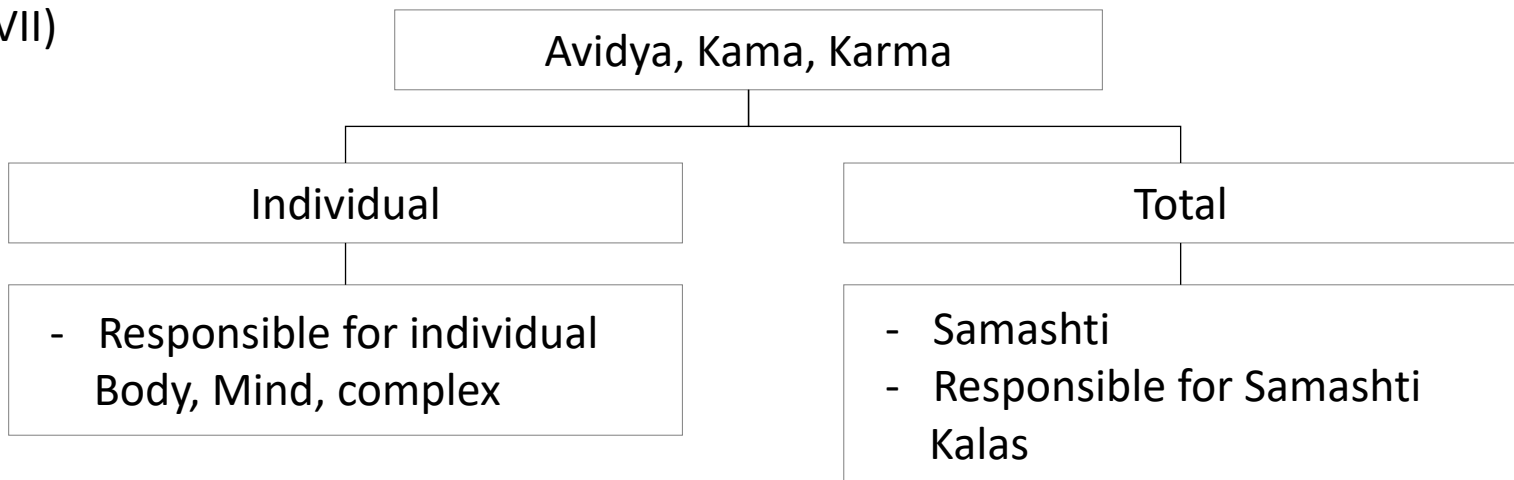 VII)
Avidya, Kama, Karma
Individual
Total
- Responsible for individual
Body, Mind, complex
- Samashti
- Responsible for Samashti
Kalas